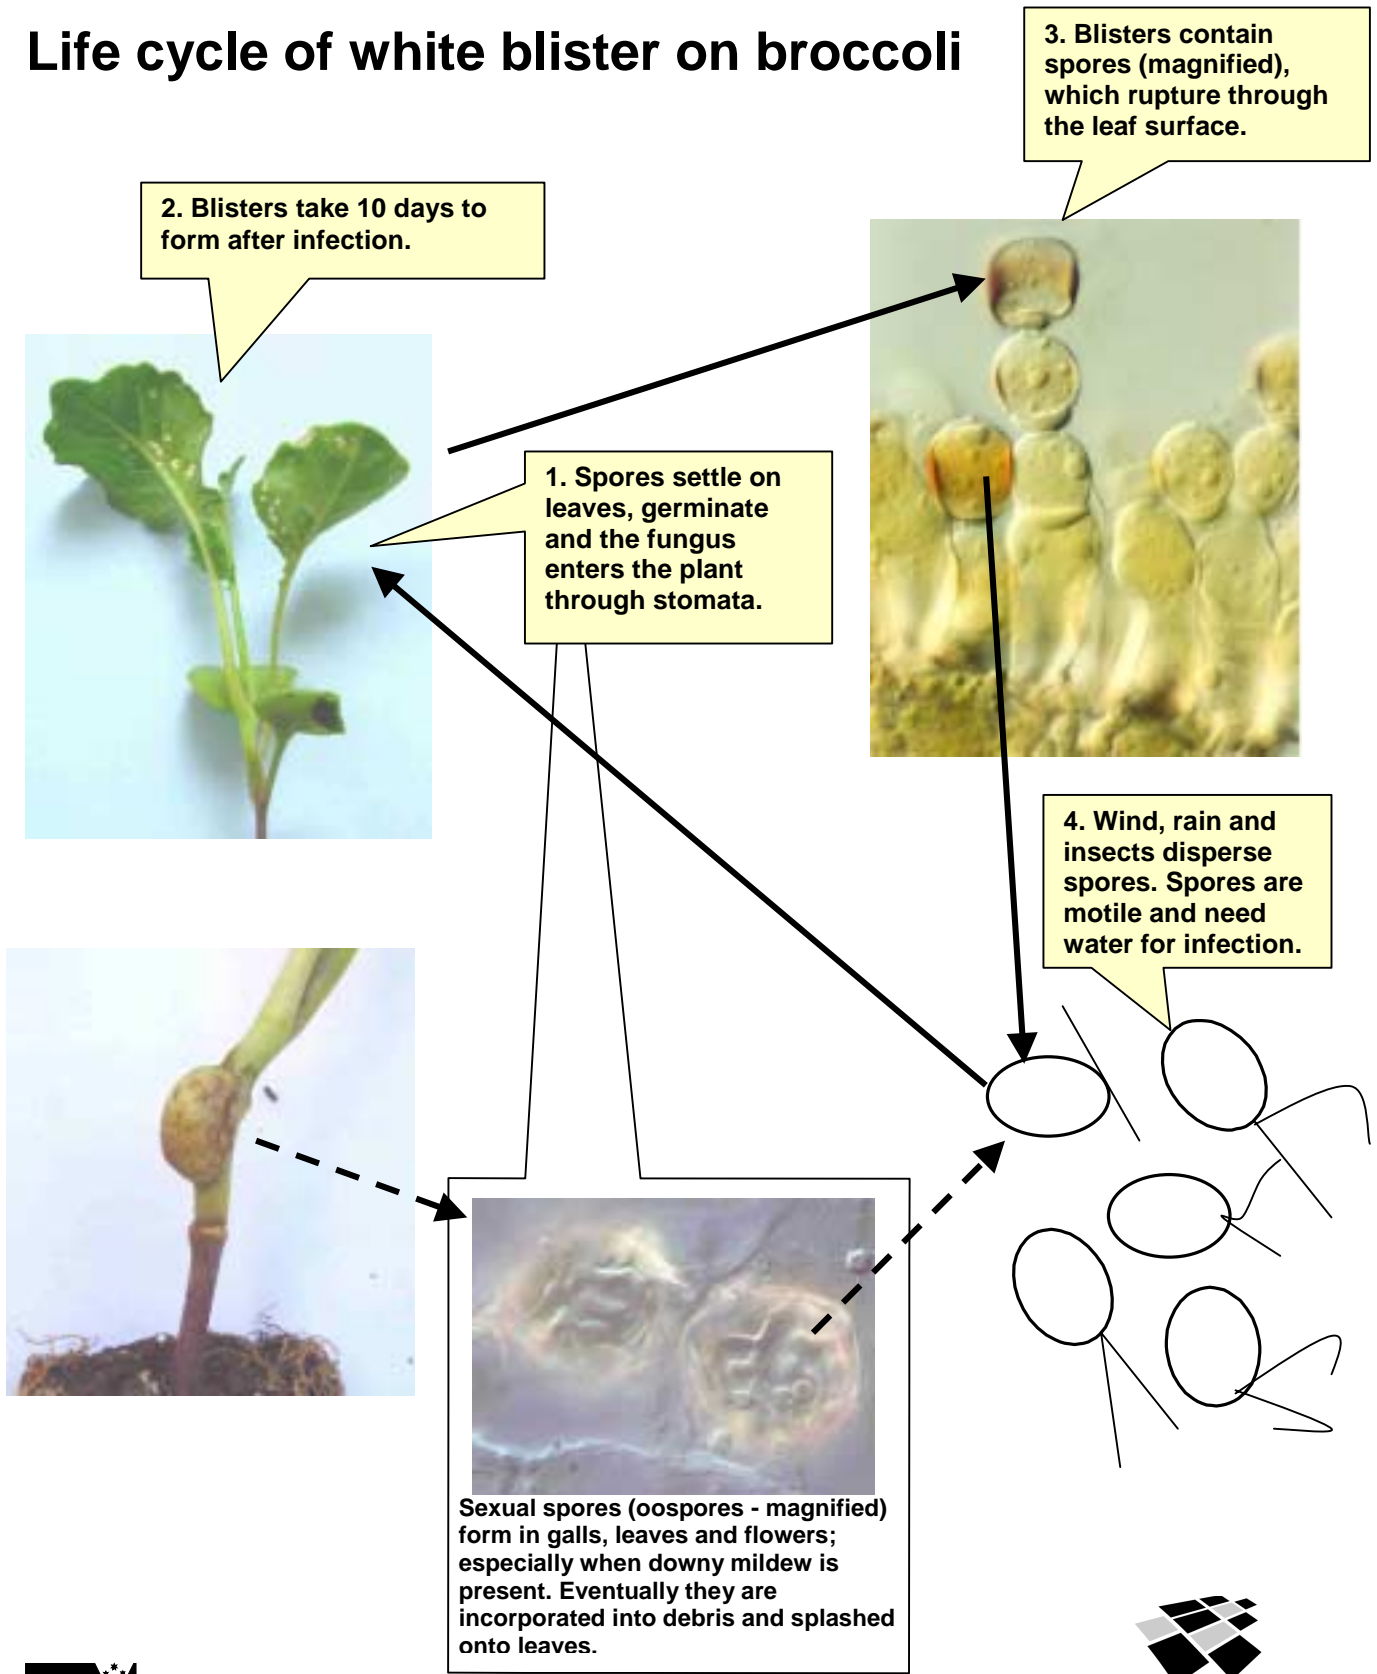 Life cycle of white blister on broccoli
3. Blisters contain
spores (magnified),
which rupture through
the leaf surface.
2. Blisters take 10 days to
form after infection.
1. Spores settle on
leaves, germinate
and the fungus
enters the plant
through stomata.
4. Wind, rain and
insects disperse
spores. Spores are
motile and need
water for infection.
Sexual spores (oospores - magnified)
form in galls, leaves and flowers;
especially when downy mildew is
present. Eventually they are
incorporated into debris and splashed
onto leaves.